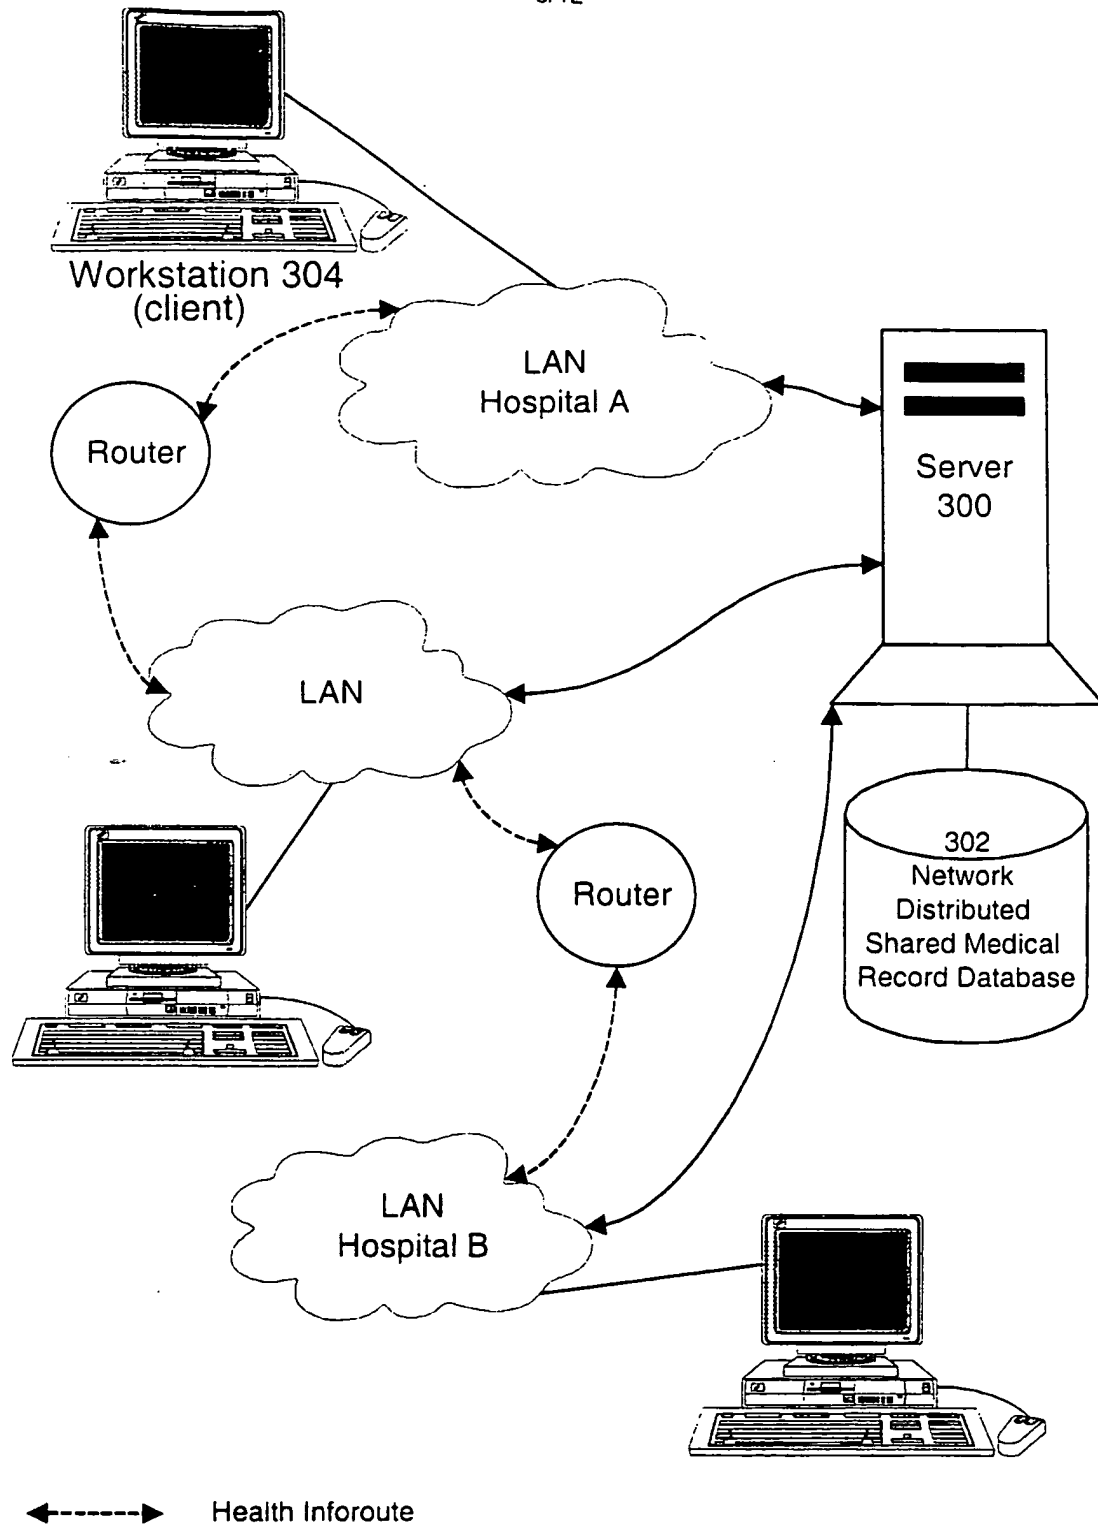 Workstation 304
(client)
LAN
Hospital A
Router
Server
300
LAN
302
Network
Distributed
Shared Medical
Record Database
Router
LAN
Hospital B
Health Inforoute